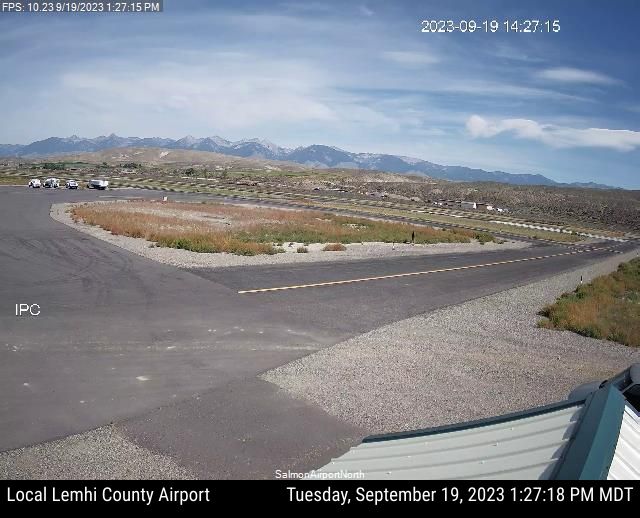 FPS: 10.23 9/19/2023 1:27:15 PM
2023-09-19 14:27:15
IPC
SalmonAirportNorth
Local Lemhi County Airport Tuesday, September 19, 2023 1:27:18 PM MDT